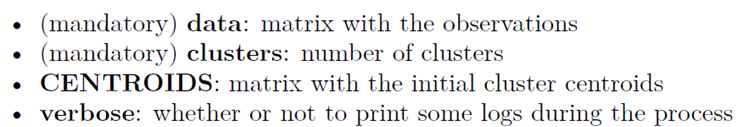 • (mandatory) data: matrix with the observations
• (mandatory) clusters: number of clusters
• CENTROIDS: matrix with the initial cluster centroids
• verbose: whether or not to print some logs during the process